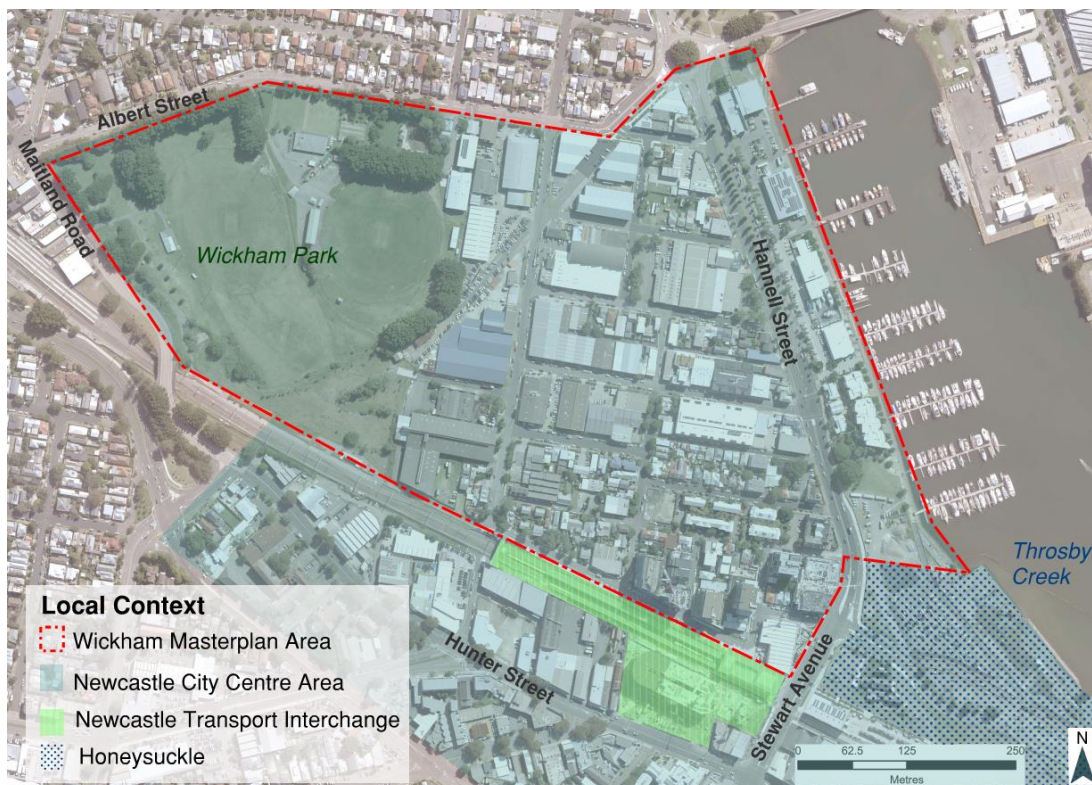 Albert Street
Maitland Road
Wickham Park
Hannell Street
Throsby
Creek
Hunter Street
Stewart Avenue
Local Context
Wickham Masterplan Area
Newcastle City Centre Area
Newcastle Transport Interchange
Honeysuckle
0 62.5 125 250
Metres
N